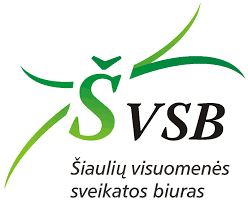 Š VSB
Šiaulių visuomenės
sveikatos biuras